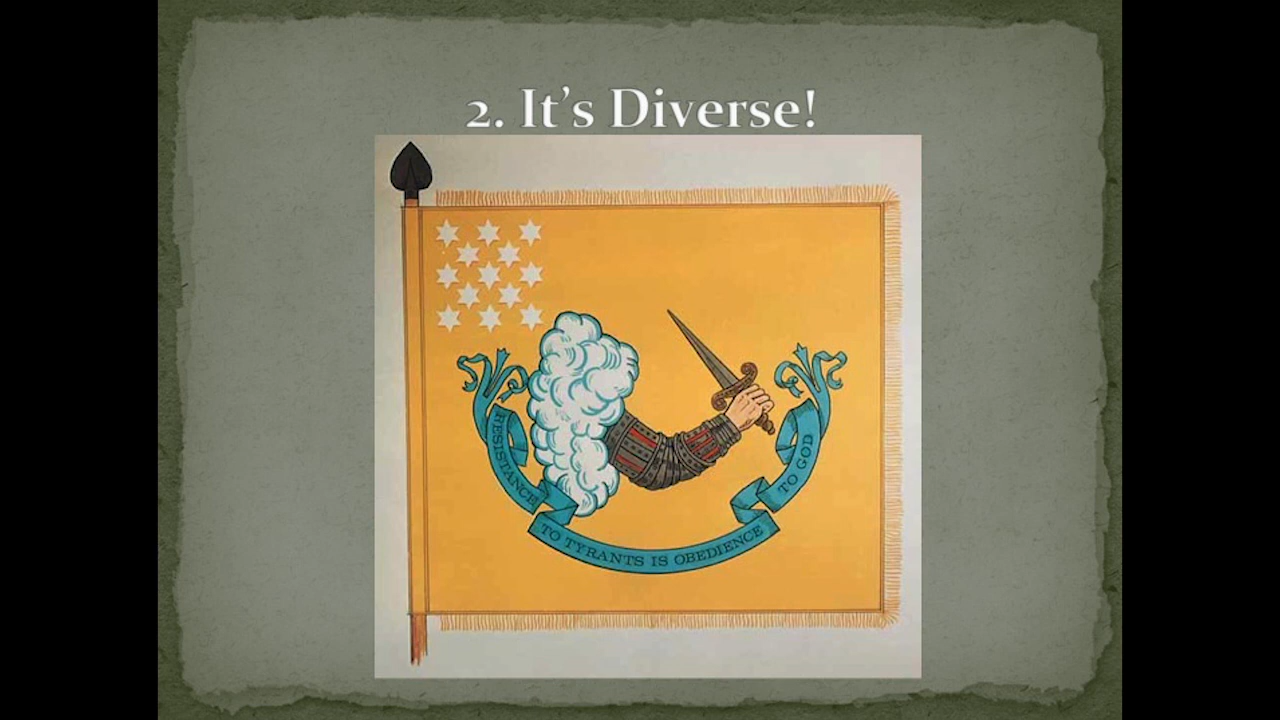 2. It’s Diverse!
RESISTANCE
TO TYRANTS IS OBEDIENCE
TO GOD